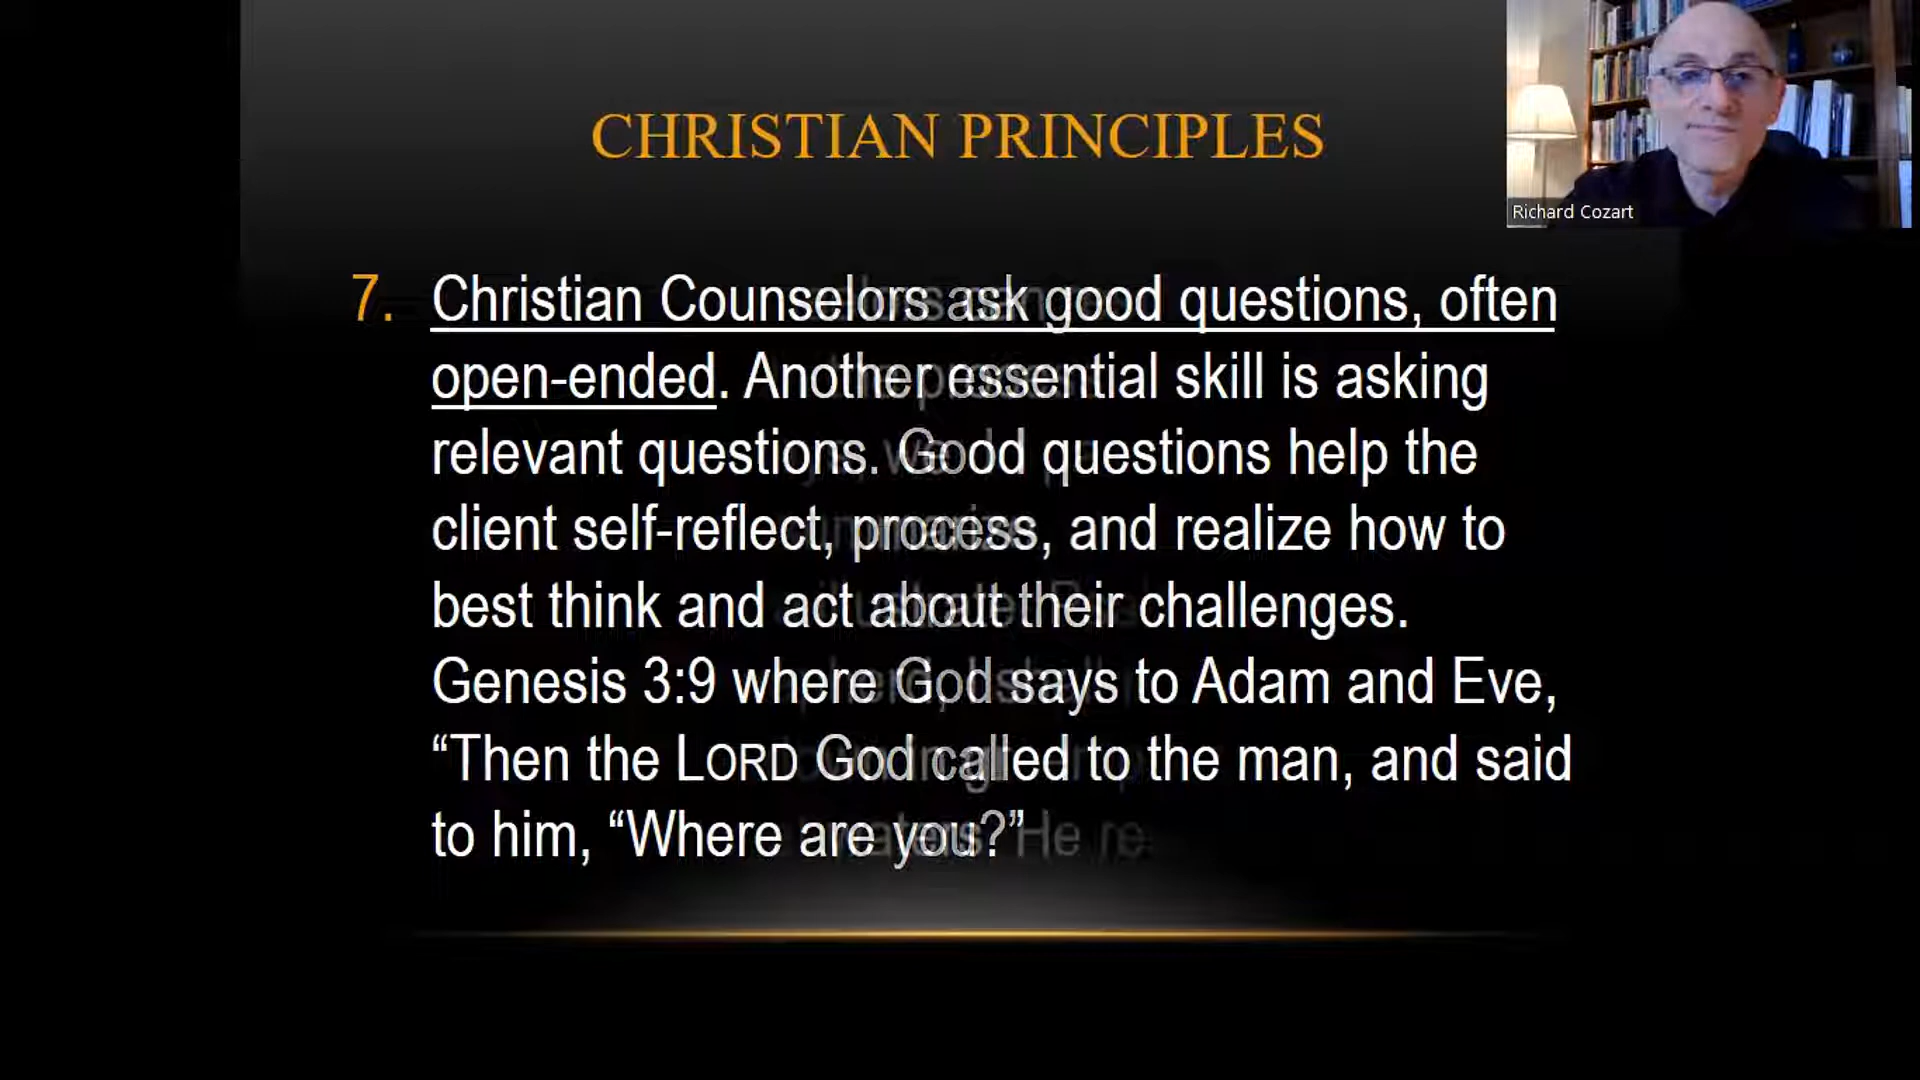 CHRISTIAN PRINCIPLES
Richard Cozart
7. Christian Counselors ask good questions, often
open-ended. Another essential skill is asking
relevant questions. Good questions help the
client self-reflect, process, and realize how to
best think and act about their challenges.
Genesis 3:9 where God says to Adam and Eve,
“Then the LORD God called to the man, and said
to him, “Where are you?”